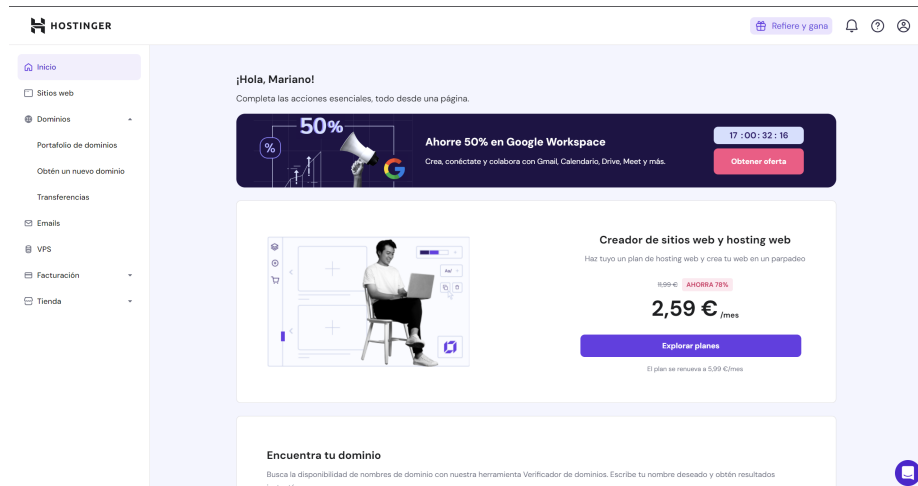 HOSTINGER
Refiere y gana
Inicio
Sitios web
Dominios
Portafolio de dominios
Obtén un nuevo dominio
Transferencias
Emails
VPS
Facturación
Tienda
¡Hola, Mariano!
Completa las acciones esenciales, todo desde una página.
50%
%
Ahorre 50% en Google Workspace
Crea, conéctate y colabora con Gmail, Calendario, Drive, Meet y más.
17 : 00 : 32 : 16
Obtener oferta
Creador de sitios web y hosting web
Haz tuyo un plan de hosting web y crea tu web en un parpadeo
11,99 € AHORRA 78%
2,59 € /mes
Explorar planes
El plan se renueva a 5,99 €/mes
Encuentra tu dominio
Busca la disponibilidad de nombres de dominio con nuestra herramienta Verificador de dominios. Escribe tu nombre deseado y obtén resultados